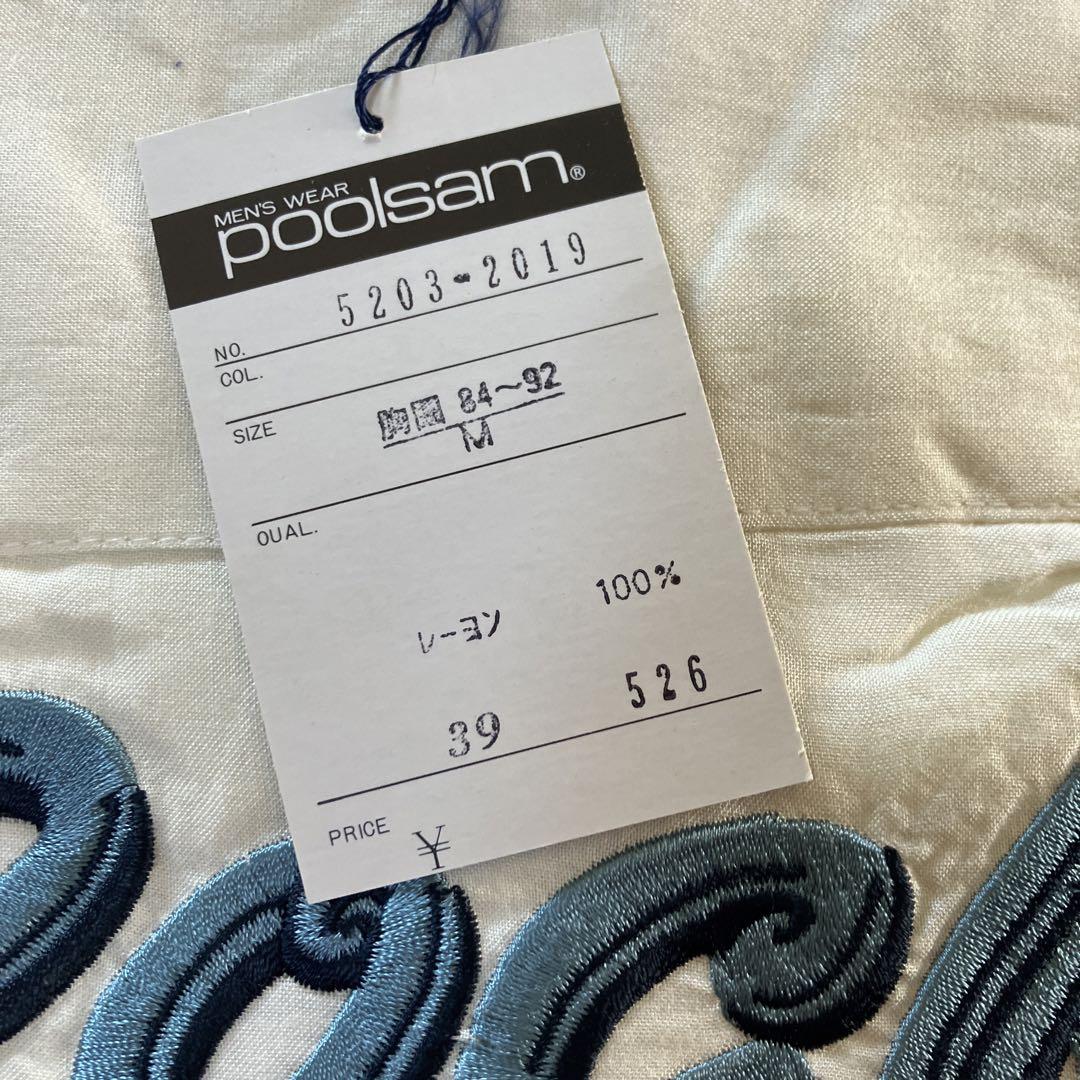 MEN'S WEAR
poolsam®
NO. 5203-2019
COL.
SIZE 胸囲 84~92
M
QUAL.
レーヨン 100%
39 526
PRICE ¥